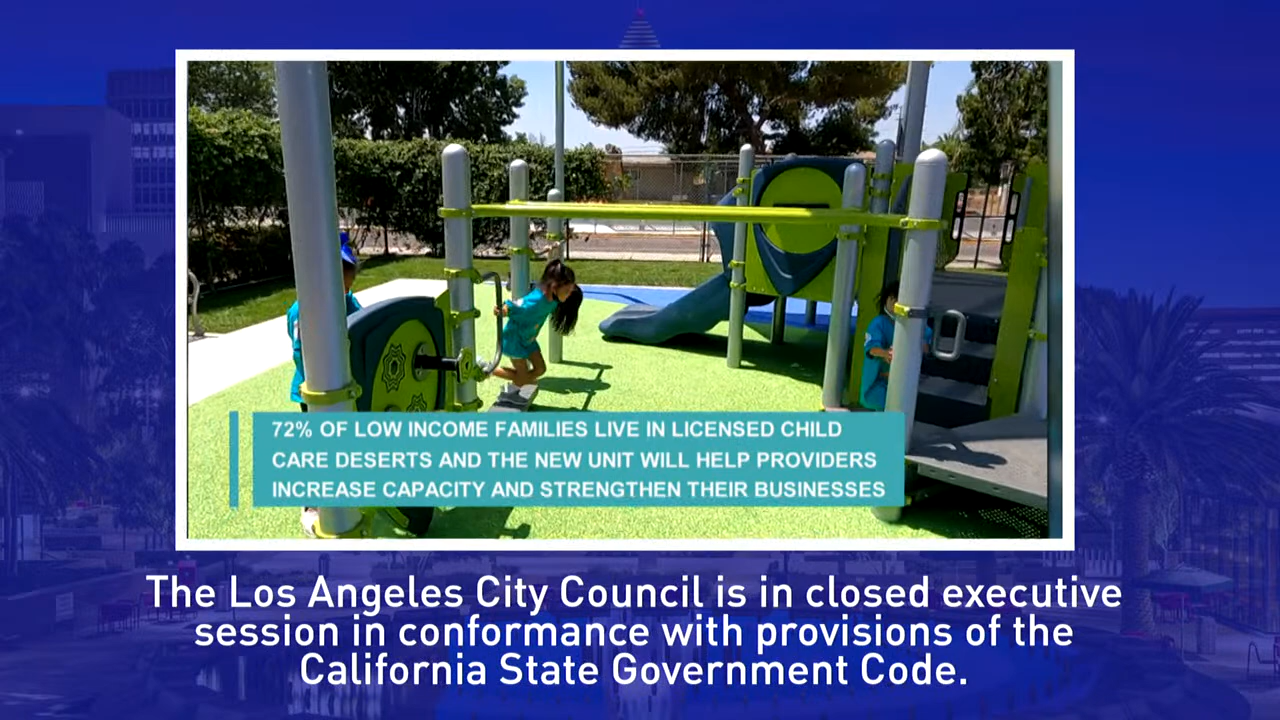 72% OF LOW INCOME FAMILIES LIVE IN LICENSED CHILD
CARE DESERTS AND THE NEW UNIT WILL HELP PROVIDERS
INCREASE CAPACITY AND STRENGTHEN THEIR BUSINESSES
The Los Angeles City Council is in closed executive
session in conformance with provisions of the
California State Government Code.